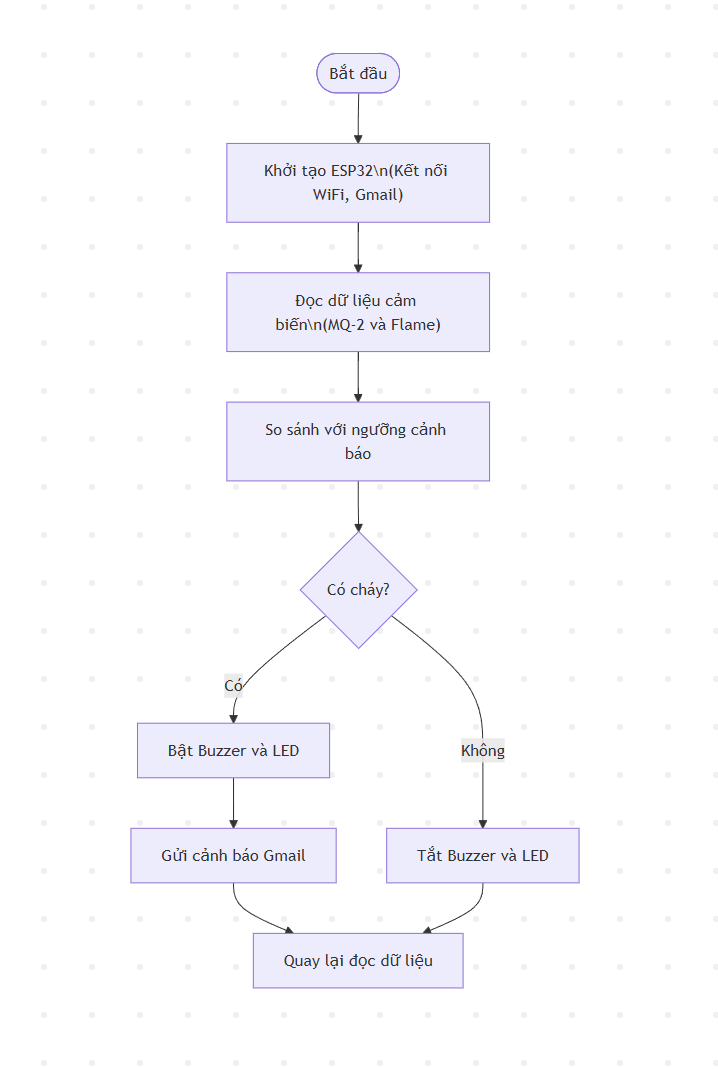 Bắt đầu
Khởi tạo ESP32\n(Kết nối
WiFi, Gmail)
Đọc dữ liệu cảm
biến\n(MQ-2 và Flame)
So sánh với ngưỡng cảnh
báo
Có cháy?
Có
Bật Buzzer và LED
Không
Gửi cảnh báo Gmail
Tắt Buzzer và LED
Quay lại đọc dữ liệu